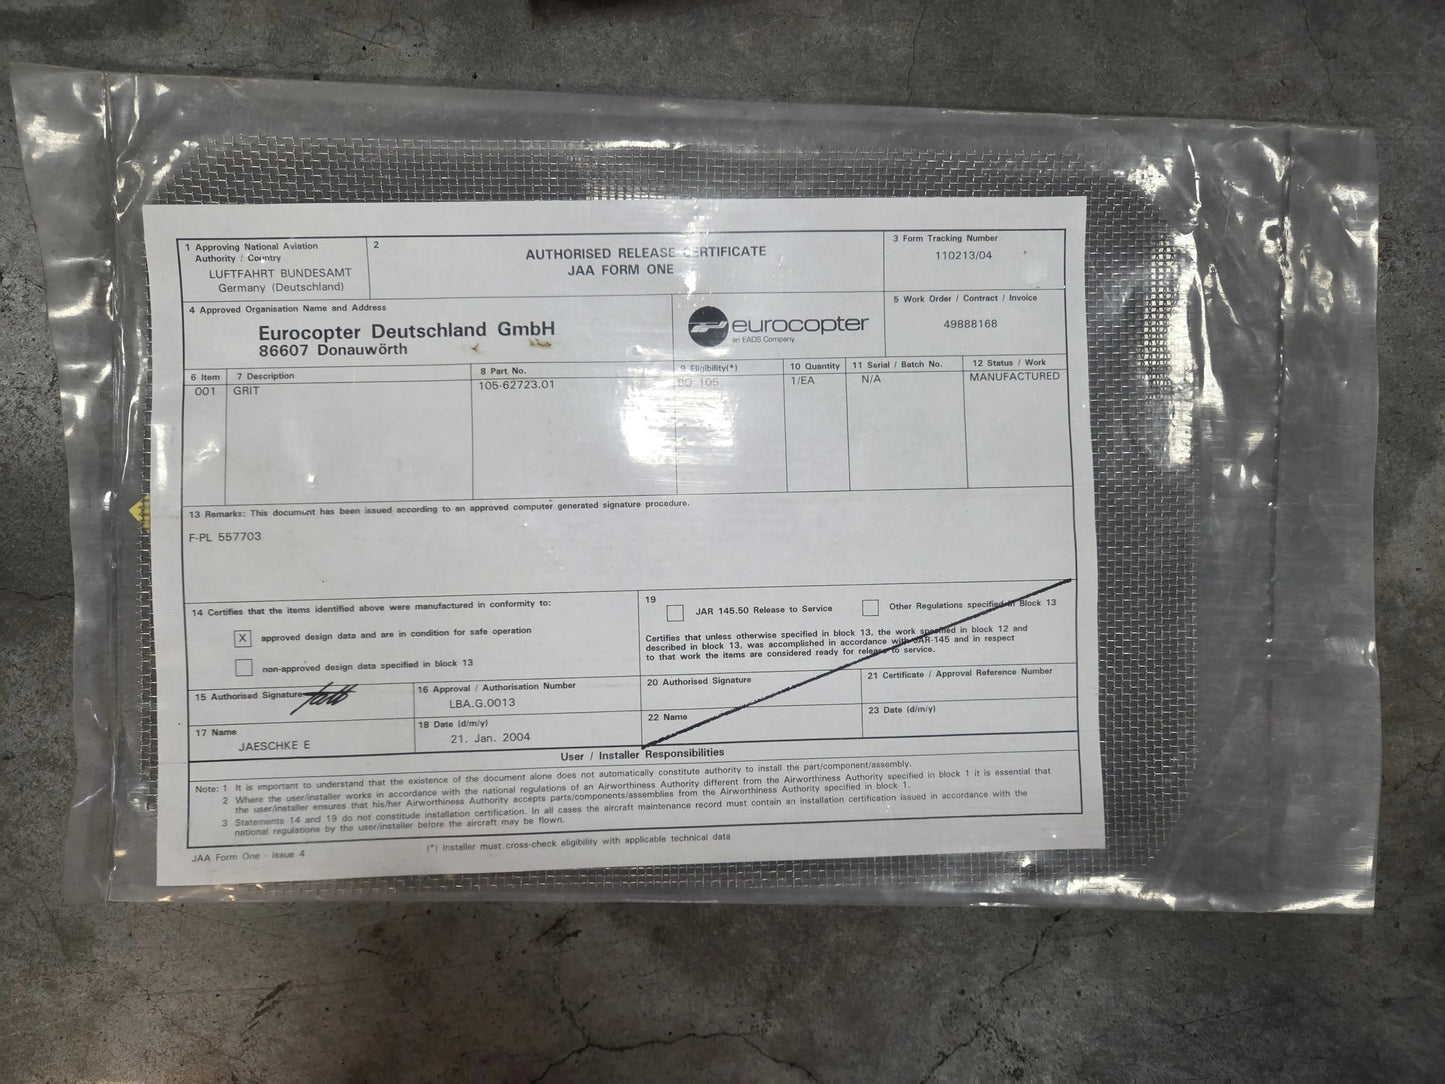 1 Approving National Aviation
Authority / Country
LUFTFAHRT BUNDESAMT
Germany (Deutschland)
2
AUTHORISED RELEASE CERTIFICATE
JAA FORM ONE
3 Form Tracking Number
110213/04
4 Approved Organisation Name and Address
Eurocopter Deutschland GmbH
86607 Donauwörth
eurocopter
an EADS Company
5 Work Order / Contract / Invoice
49888168
6 Item
7 Description
8 Part No.
9 Eligibility(*)
10 Quantity
11 Serial / Batch No.
12 Status / Work
001
GRIT
105-62723.01
BO 105
1/EA
N/A
MANUFACTURED
13 Remarks: This document has been issued according to an approved computer generated signature procedure.
F-PL 557703
14 Certifies that the items identified above were manufactured in conformity to:
X approved design data and are in condition for safe operation
non-approved design data specified in block 13
19
JAR 145.50 Release to Service
Other Regulations specified in Block 13
Certifies that unless otherwise specified in block 13, the work specified in block 12 and
described in block 13, was accomplished in accordance with JAR-145 and in respect
to that work the items are considered ready for release to service.
15 Authorised Signature
16 Approval / Authorisation Number
LBA.G.0013
20 Authorised Signature
21 Certificate / Approval Reference Number
17 Name
JAESCHKE E
18 Date (d/m/y)
21. Jan. 2004
22 Name
23 Date (d/m/y)
User / Installer Responsibilities
Note: 1 It is important to understand that the existence of the document alone does not automatically constitute authority to install the part/component/assembly.
2 Where the user/installer works in accordance with the national regulations of an Airworthiness Authority different from the Airworthiness Authority specified in block 1 it is essential that
the user/installer ensures that his/her Airworthiness Authority accepts parts/components/assemblies from the Airworthiness Authority specified in block 1.
3 Statements 14 and 19 do not constitute installation certification. In all cases the aircraft maintenance record must contain an installation certification issued in accordance with the
national regulations by the user/installer before the aircraft may be flown.
JAA Form One - Issue 4
(*) Installer must cross-check eligibility with applicable technical data